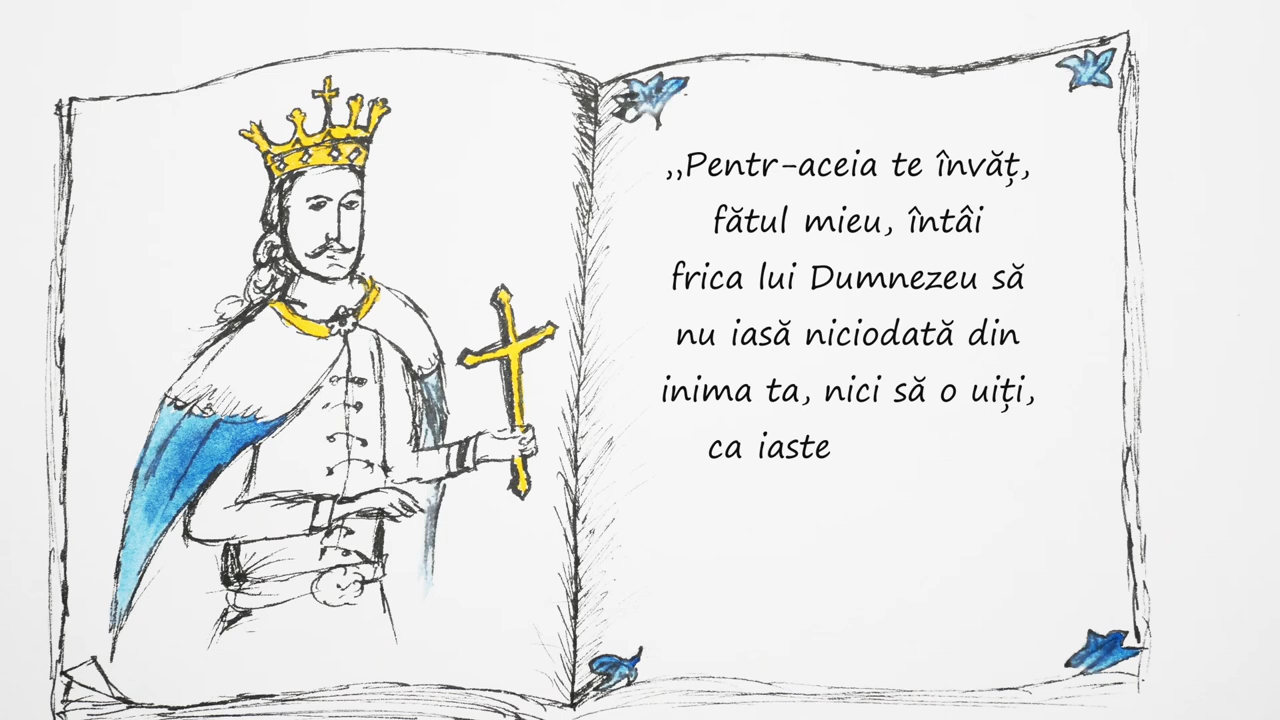 „Pentr-aceia te învăț,
fătul mieu, întâi
frica lui Dumnezeu să
nu iasă niciodată din
inima ta, nici să o uiți,
ca iaste